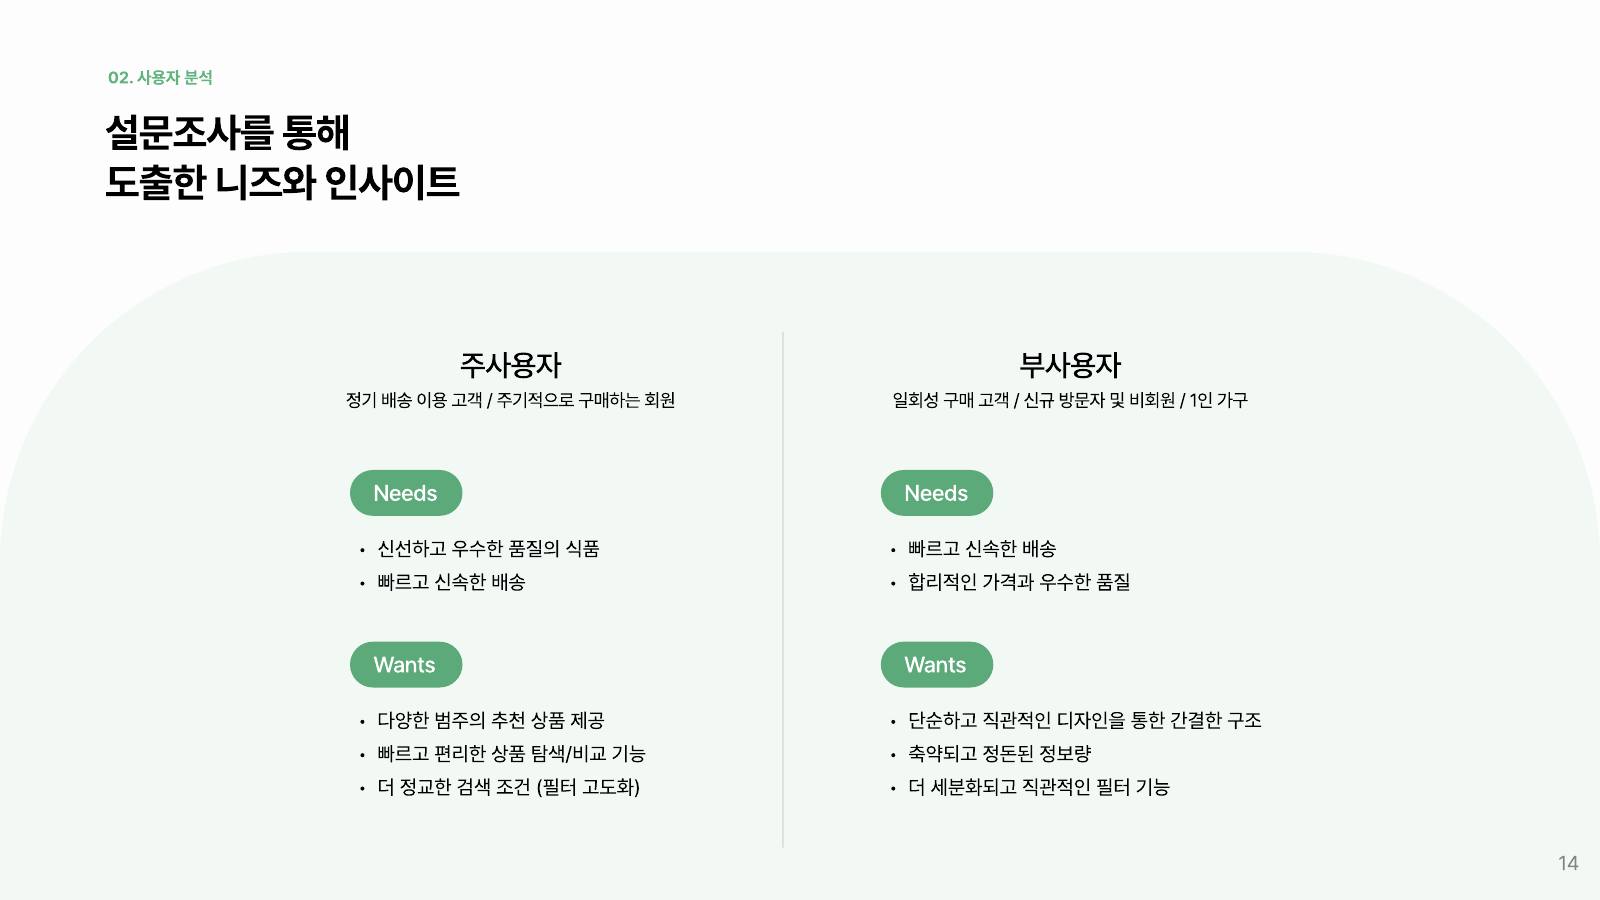 02. 사용자 분석
설문조사를 통해
도출한 니즈와 인사이트
주사용자
정기 배송 이용 고객 / 주기적으로 구매하는 회원
Needs
• 신선하고 우수한 품질의 식품
• 빠르고 신속한 배송
Wants
• 다양한 범주의 추천 상품 제공
• 빠르고 편리한 상품 탐색/비교 기능
• 더 정교한 검색 조건 (필터 고도화)
부사용자
일회성 구매 고객 / 신규 방문자 및 비회원 / 1인 가구
Needs
• 빠르고 신속한 배송
• 합리적인 가격과 우수한 품질
Wants
• 단순하고 직관적인 디자인을 통한 간결한 구조
• 축약되고 정돈된 정보량
• 더 세분화되고 직관적인 필터 기능
14